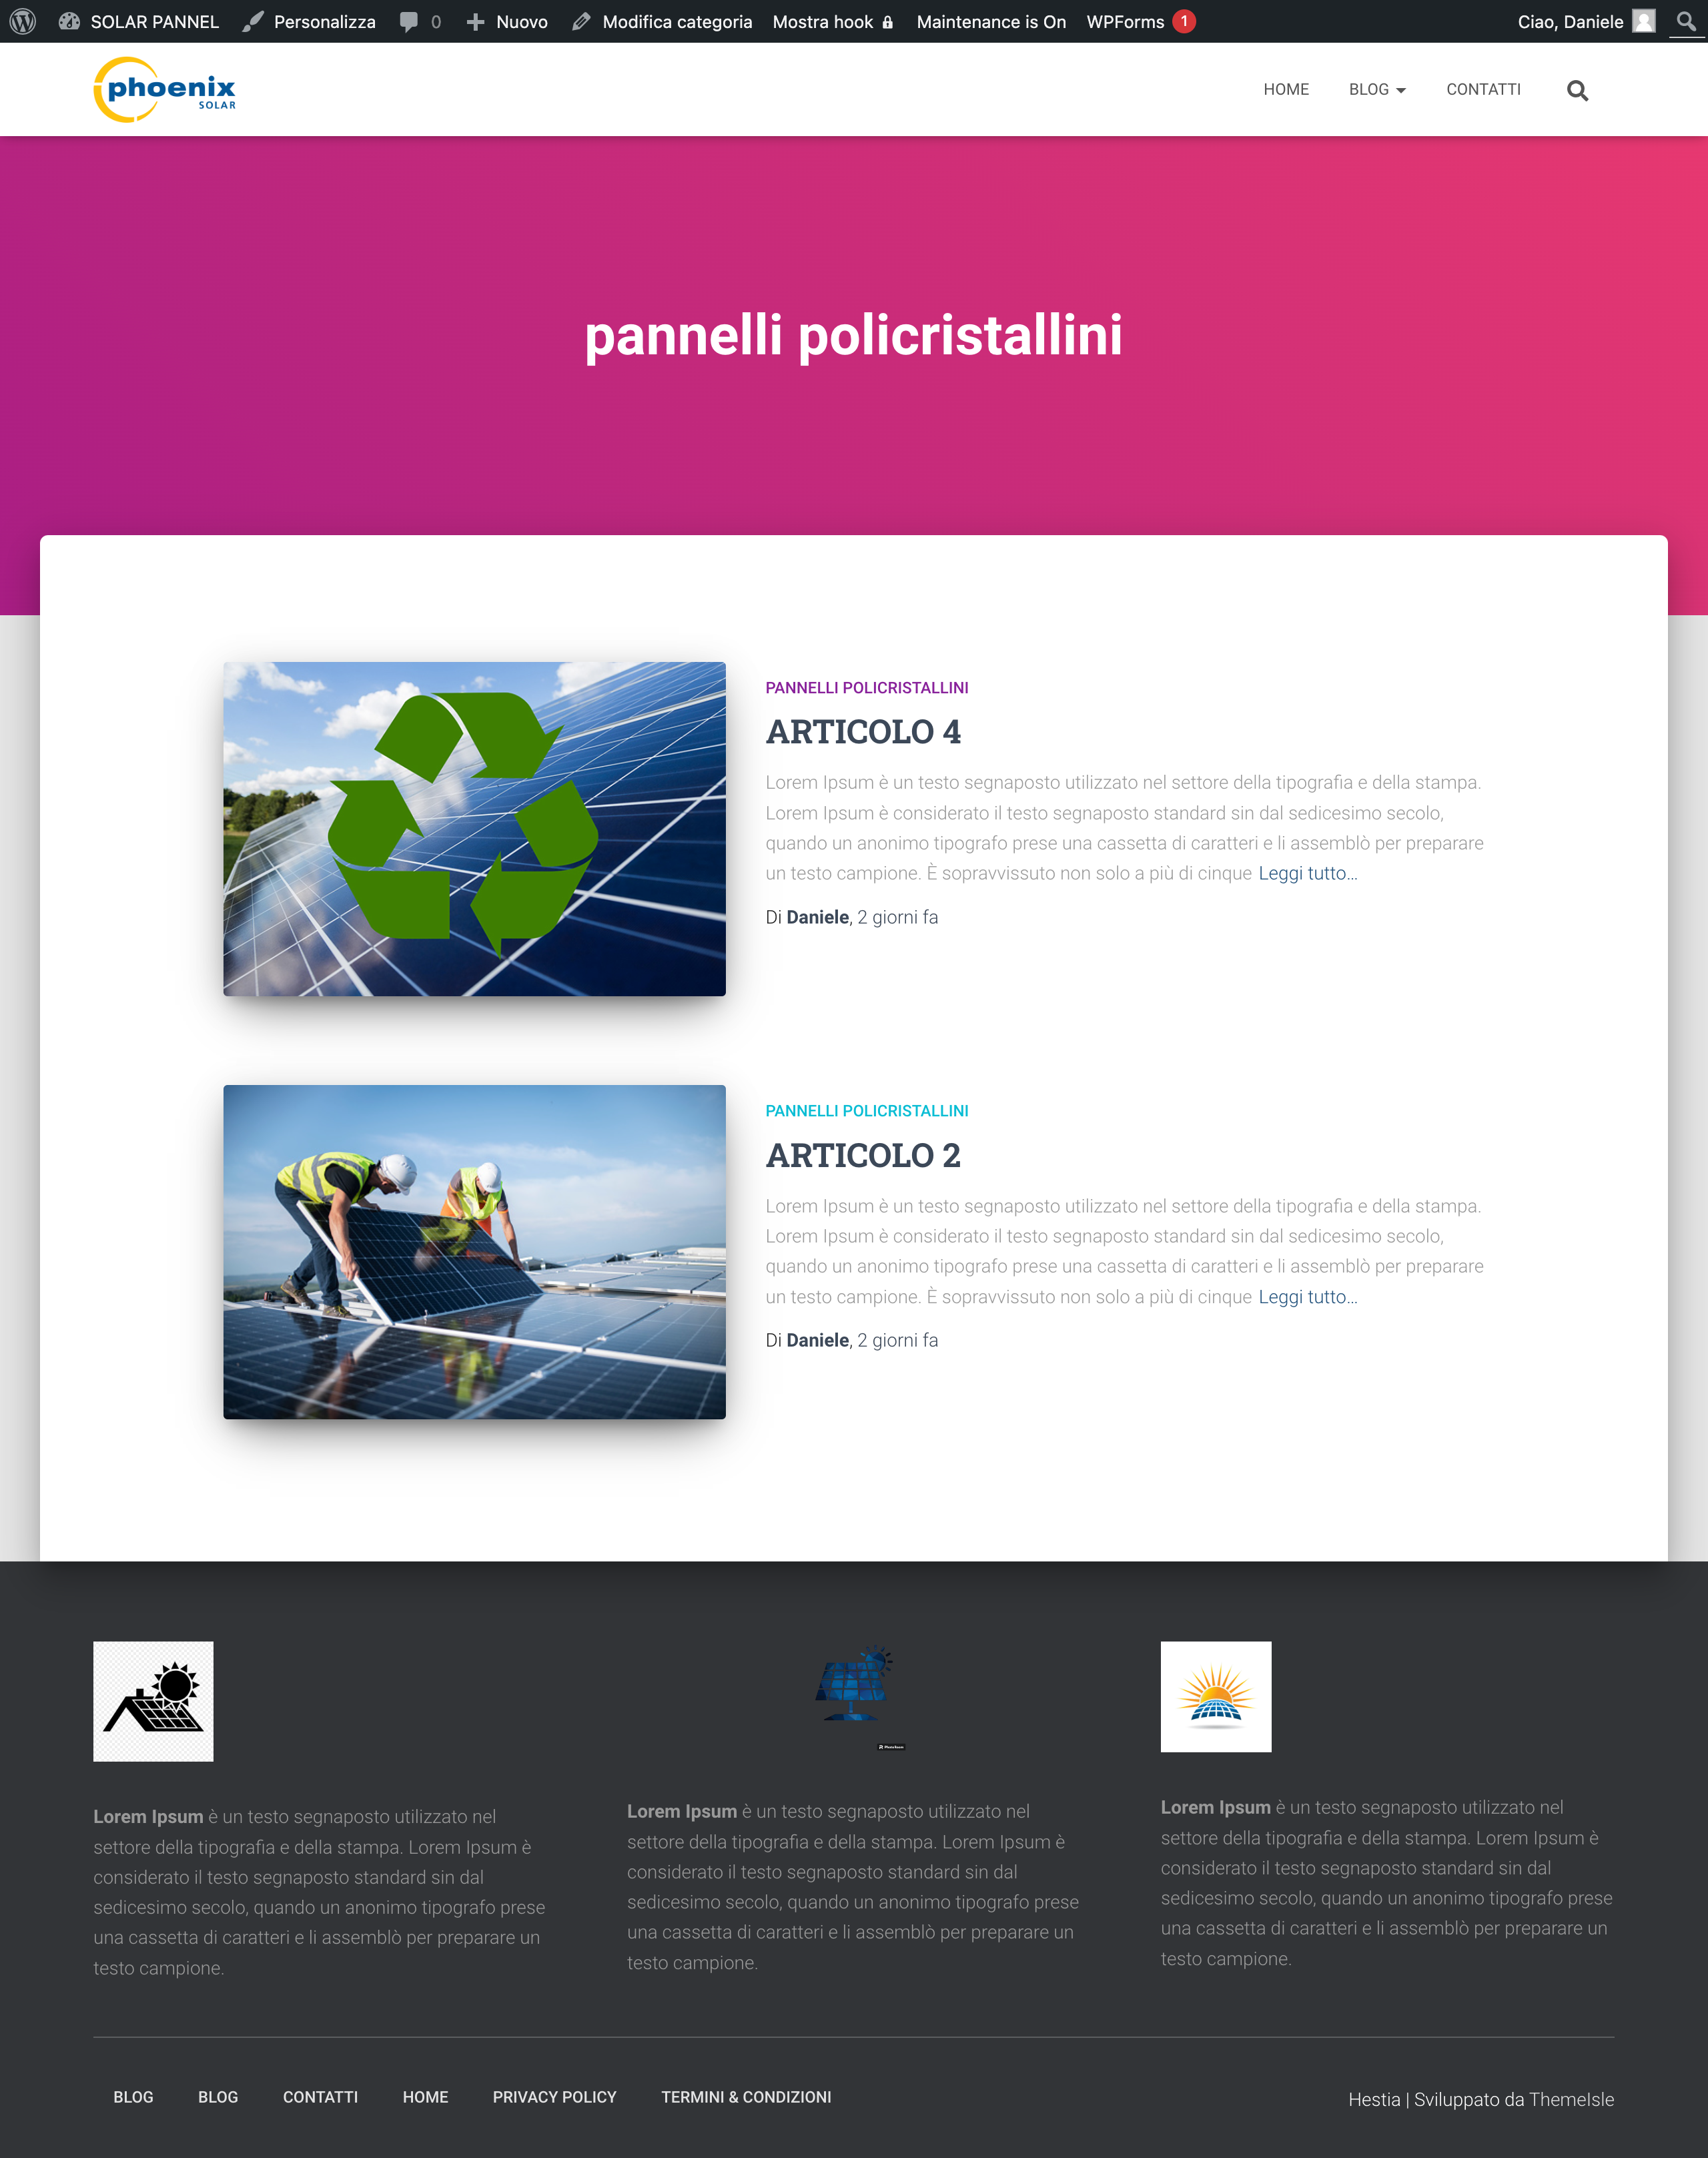 SOLAR PANNEL Personalizza 0 Nuovo Modifica categoria Mostra hook Maintenance is On WPForms 1 Ciao, Daniele
phoenix
SOLAR
HOME BLOG CONTATTI
pannelli policristallini
PANNELLI POLICRISTALLINI
ARTICOLO 4
Lorem Ipsum è un testo segnaposto utilizzato nel settore della tipografia e della stampa.
Lorem Ipsum è considerato il testo segnaposto standard sin dal sedicesimo secolo,
quando un anonimo tipografo prese una cassetta di caratteri e li assemblò per preparare
un testo campione. È sopravvissuto non solo a più di cinque Leggi tutto…
Di Daniele, 2 giorni fa
PANNELLI POLICRISTALLINI
ARTICOLO 2
Lorem Ipsum è un testo segnaposto utilizzato nel settore della tipografia e della stampa.
Lorem Ipsum è considerato il testo segnaposto standard sin dal sedicesimo secolo,
quando un anonimo tipografo prese una cassetta di caratteri e li assemblò per preparare
un testo campione. È sopravvissuto non solo a più di cinque Leggi tutto…
Di Daniele, 2 giorni fa
Lorem Ipsum è un testo segnaposto utilizzato nel
settore della tipografia e della stampa. Lorem Ipsum è
considerato il testo segnaposto standard sin dal
sedicesimo secolo, quando un anonimo tipografo prese
una cassetta di caratteri e li assemblò per preparare un
testo campione.
Lorem Ipsum è un testo segnaposto utilizzato nel
settore della tipografia e della stampa. Lorem Ipsum è
considerato il testo segnaposto standard sin dal
sedicesimo secolo, quando un anonimo tipografo prese
una cassetta di caratteri e li assemblò per preparare un
testo campione.
Lorem Ipsum è un testo segnaposto utilizzato nel
settore della tipografia e della stampa. Lorem Ipsum è
considerato il testo segnaposto standard sin dal
sedicesimo secolo, quando un anonimo tipografo prese
una cassetta di caratteri e li assemblò per preparare un
testo campione.
BLOG BLOG CONTATTI HOME PRIVACY POLICY TERMINI & CONDIZIONI
Hestia | Sviluppato da ThemeIsle